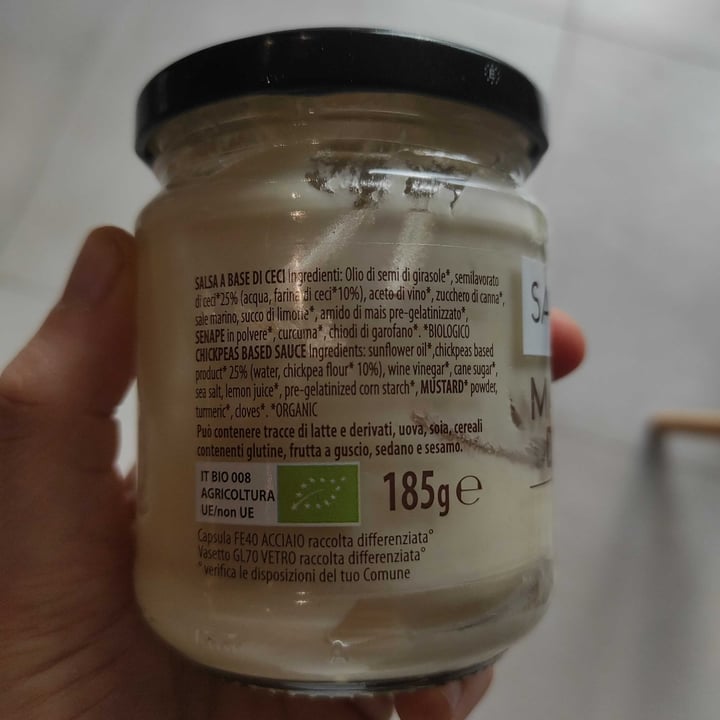 SALSA A BASE DI CECI Ingredienti: Olio di semi di girasole*, semilavorato
di ceci*25% (acqua, farina di ceci*10%), aceto di vino*, zucchero di canna*,
sale marino, succo di limone*, amido di mais pre-gelatinizzato*,
SENAPE in polvere*, curcuma*, chiodi di garofano*. *BIOLOGICO
CHICKPEAS BASED SAUCE Ingredients: sunflower oil*,chickpeas based
product* 25% (water, chickpea flour* 10%), wine vinegar*, cane sugar*,
sea salt, lemon juice*, pre-gelatinized corn starch*, MUSTARD* powder,
turmeric*, cloves*. *ORGANIC
Può contenere tracce di latte e derivati, uova, soia, cereali
contenenti glutine, frutta a guscio, sedano e sesamo.
IT BIO 008
AGRICOLTURA
UE/non UE
185g e
Capsula FE40 ACCIAIO raccolta differenziata°
Vasetto GL70 VETRO raccolta differenziata°
°verifica le disposizioni del tuo Comune